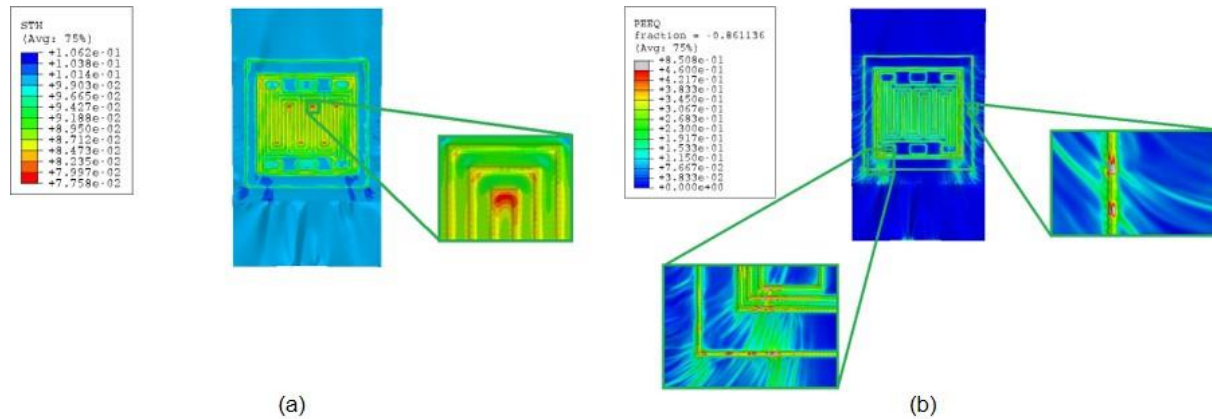 STH
(Avg: 75%)
+1.062e-01
+1.038e-01
+1.014e-01
+9.903e-02
+9.665e-02
+9.427e-02
+9.188e-02
+8.950e-02
+8.712e-02
+8.473e-02
+8.235e-02
+7.997e-02
+7.758e-02
PEEQ
fraction = -0.861136
(Avg: 75%)
+8.508e-01
+4.600e-01
+4.217e-01
+3.833e-01
+3.450e-01
+3.067e-01
+2.683e-01
+2.300e-01
+1.917e-01
+1.533e-01
+1.150e-01
+7.667e-02
+3.833e-02
+0.000e+00
(a)
(b)